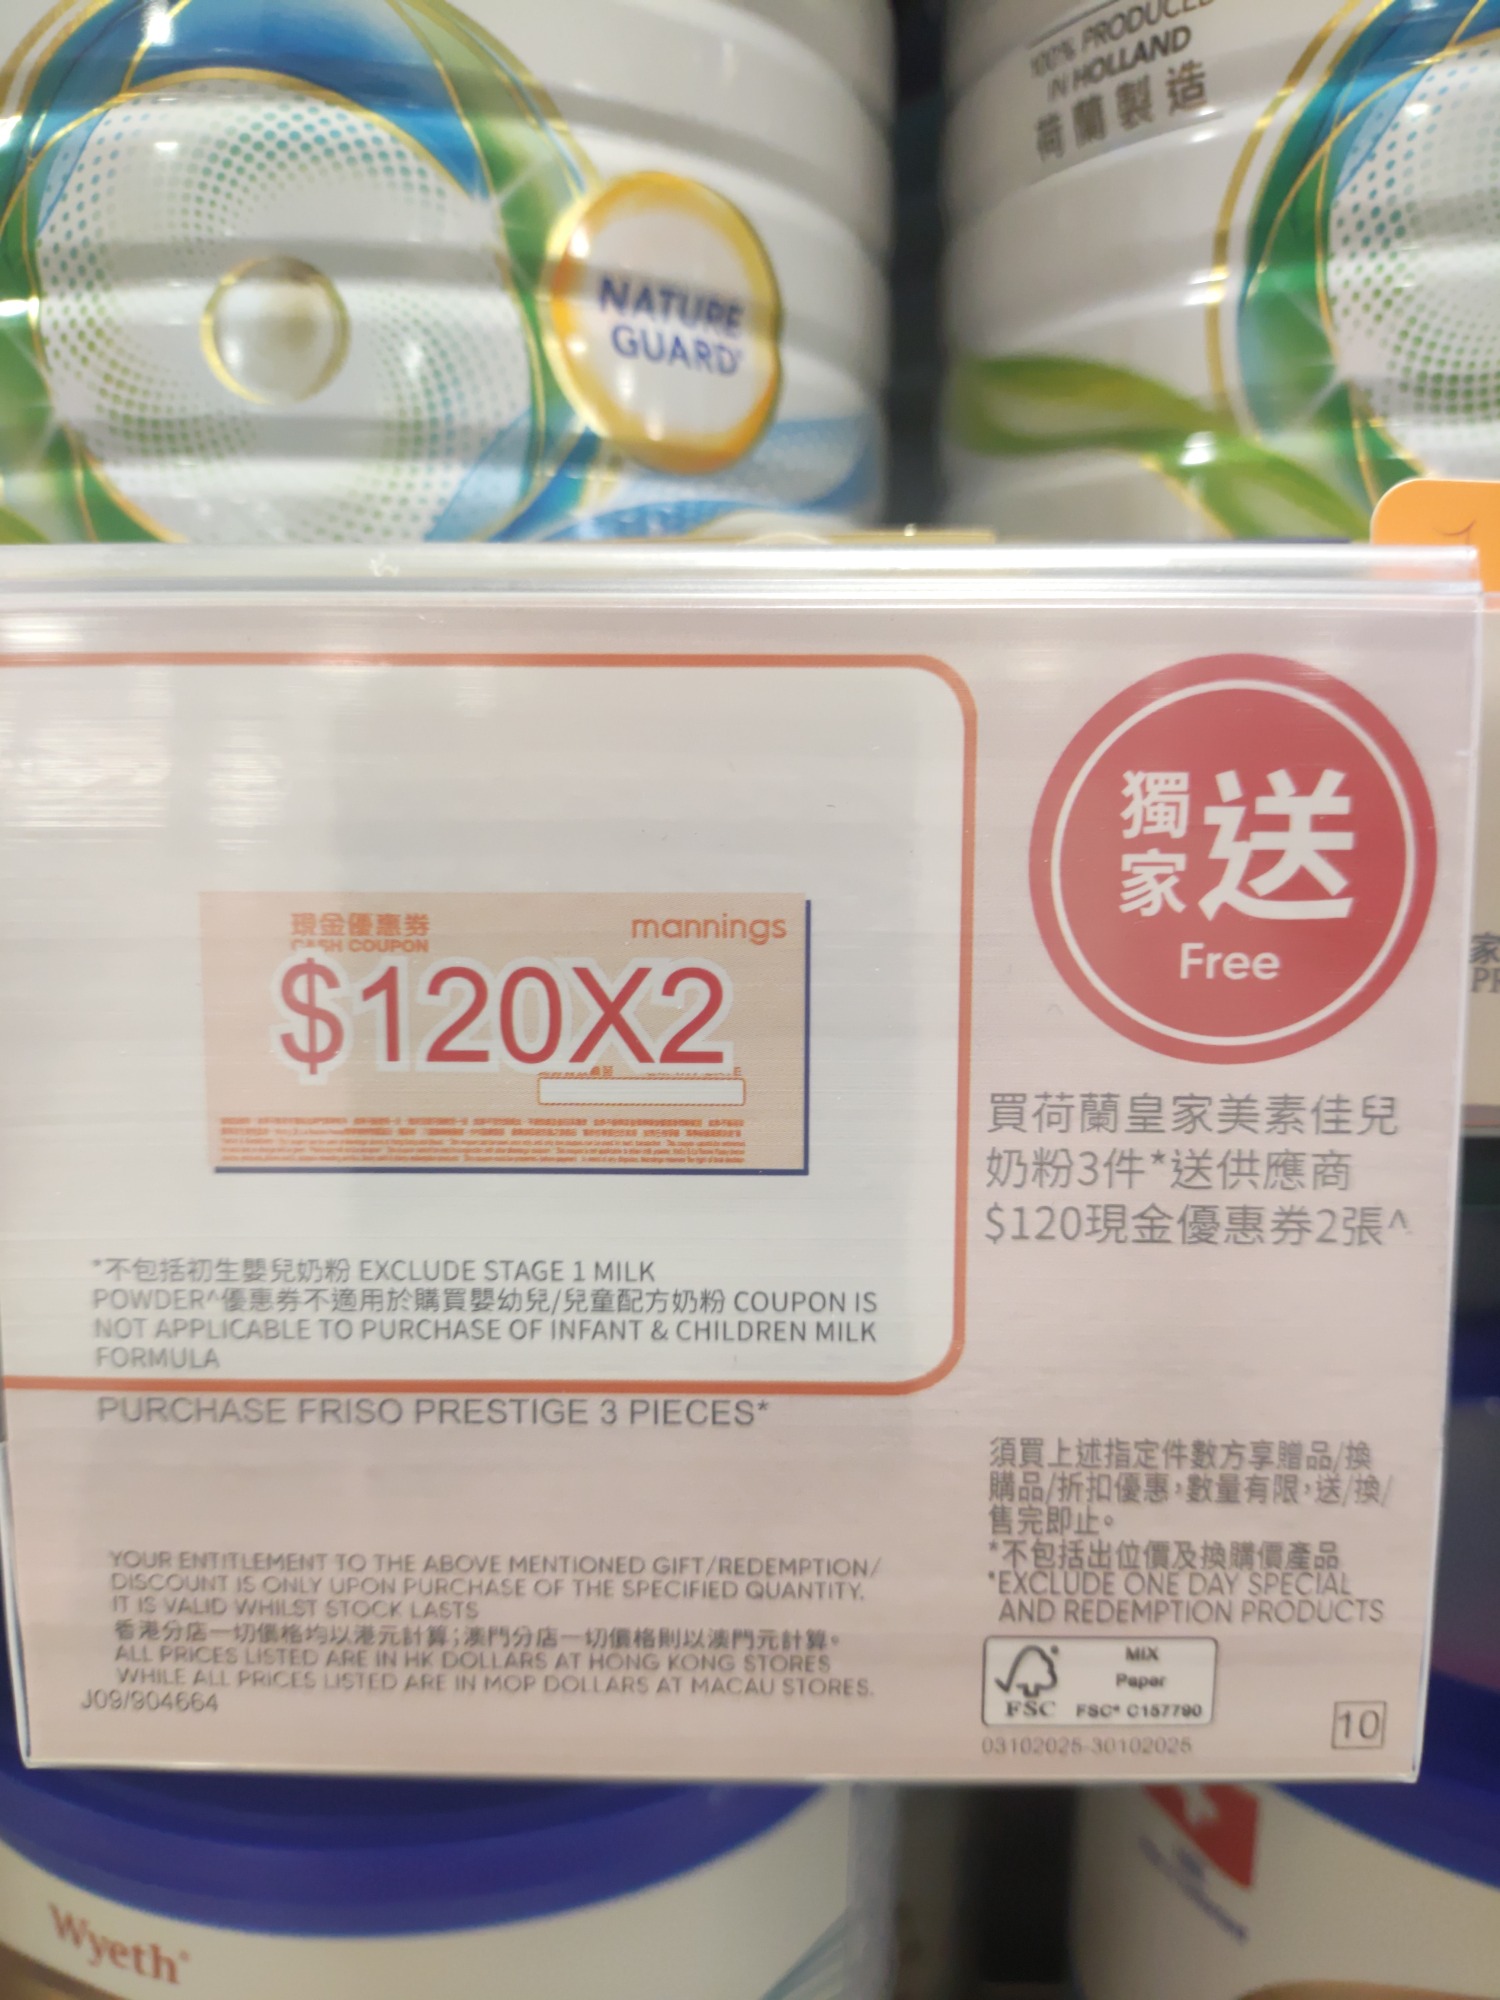 100% PRODUCED
IN HOLLAND
荷蘭製造
NATURE
GUARD
現金優惠券
CASH COUPON
mannings
$120X2
獨家
送
Free
買荷蘭皇家美素佳兒
奶粉3件*送供應商
$120現金優惠券2張^
*不包括初生嬰兒奶粉 EXCLUDE STAGE 1 MILK
POWDER^優惠券不適用於購買嬰幼兒/兒童配方奶粉 COUPON IS
NOT APPLICABLE TO PURCHASE OF INFANT & CHILDREN MILK
FORMULA
PURCHASE FRISO PRESTIGE 3 PIECES*
須買上述指定件數方享贈品/換
購品/折扣優惠，數量有限，送/換/
售完即止。
*不包括出位價及換購價產品
*EXCLUDE ONE DAY SPECIAL
AND REDEMPTION PRODUCTS
YOUR ENTITLEMENT TO THE ABOVE MENTIONED GIFT/REDEMPTION/
DISCOUNT IS ONLY UPON PURCHASE OF THE SPECIFIED QUANTITY.
IT IS VALID WHILST STOCK LASTS
香港分店一切價格均以港元計算；澳門分店一切價格則以澳門元計算。
ALL PRICES LISTED ARE IN HK DOLLARS AT HONG KONG STORES
WHILE ALL PRICES LISTED ARE IN MOP DOLLARS AT MACAU STORES.
J09/904664
MIX
Paper
FSC
FSC® C157790
03102025-30102025
10
家
PR
Wyeth®